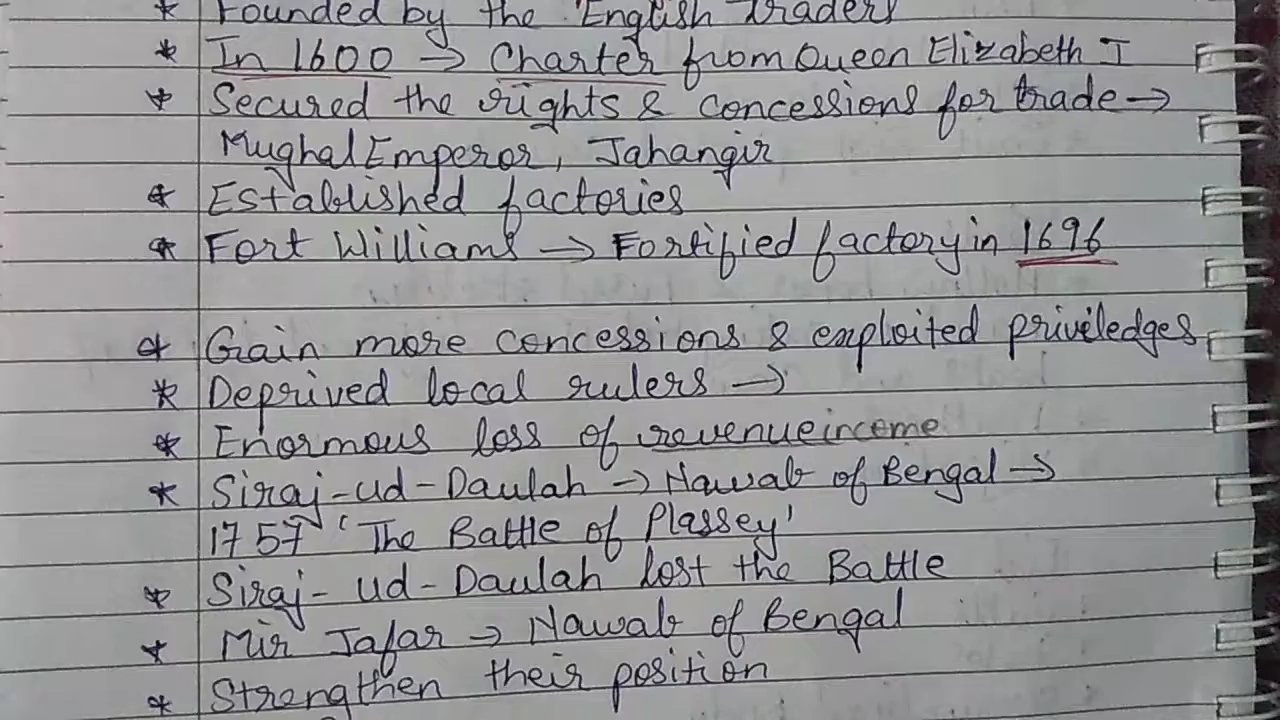 * Founded by the English traders
* In 1600 → Charter from Queen Elizabeth I
* Secured the rights & concessions for trade →
Mughal Emperor, Jahangir
* Established factories
* Fort Williams → Fortified factory in 1696
* Gain more concessions & exploited priviledges
* Deprived local rulers →
* Enormous loss of revenue income
* Siraj-ud-Daulah → Nawab of Bengal →
1757 'The Battle of Plassey'
* Siraj-ud-Daulah lost the Battle
* Mir Jafar → Nawab of Bengal
* Strengthen their position